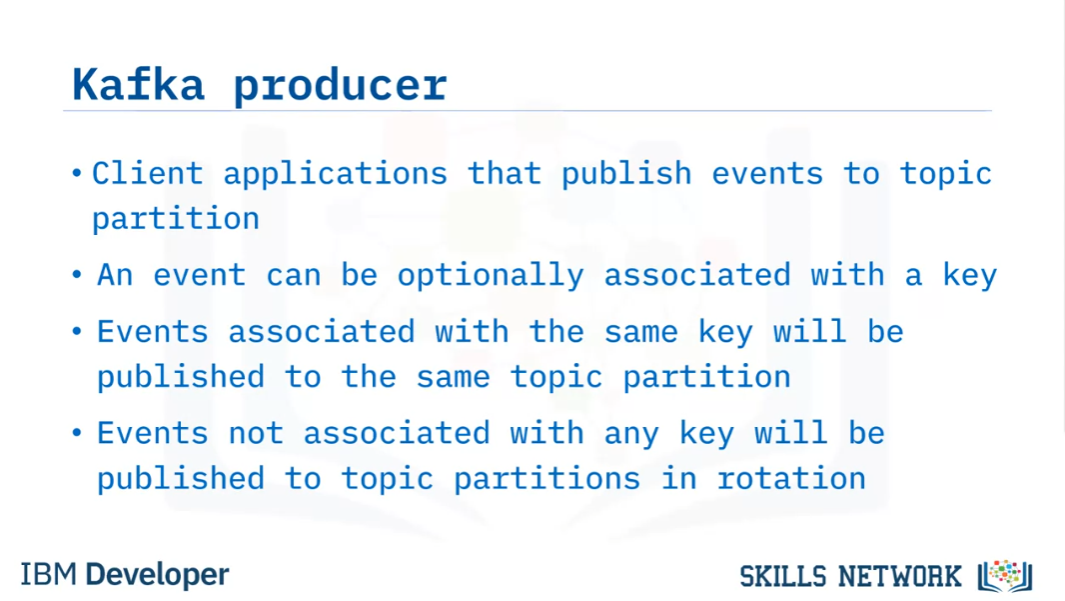 Kafka producer
• Client applications that publish events to topic
partition
• An event can be optionally associated with a key
• Events associated with the same key will be
published to the same topic partition
• Events not associated with any key will be
published to topic partitions in rotation
IBM Developer
SKILLS NETWORK